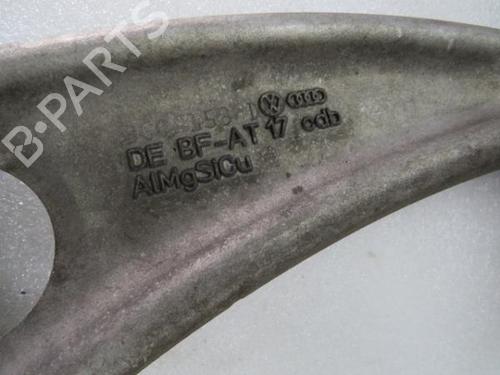 B-PARTS
DE BF-AT 17 cdb
AlMgSiCu